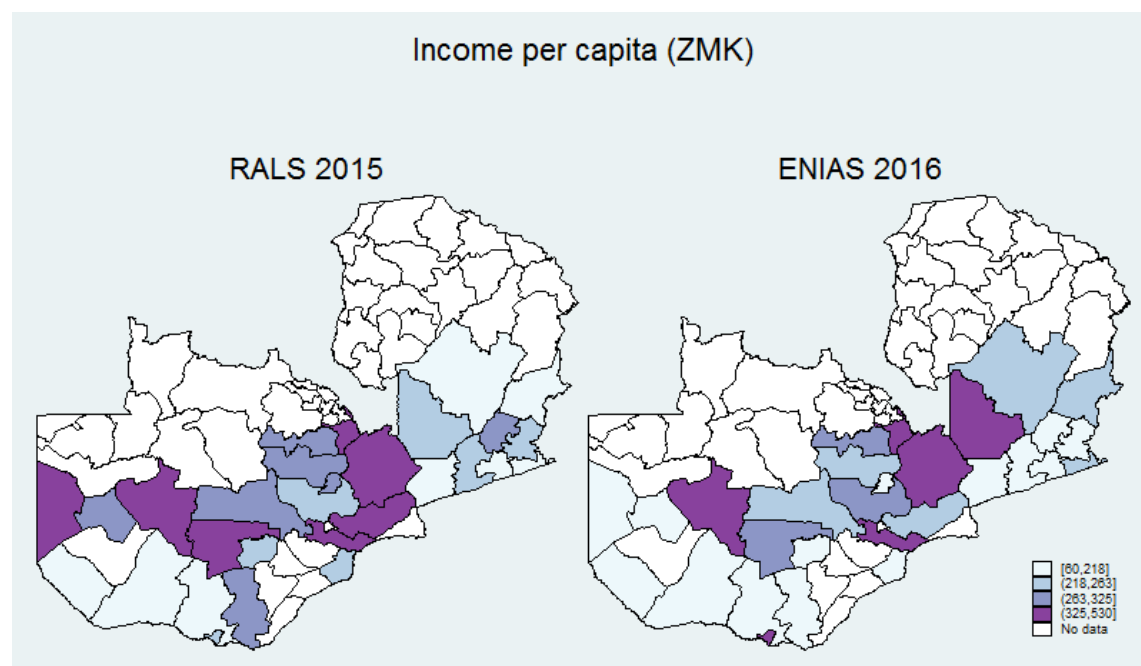 Income per capita (ZMK)
RALS 2015
ENIAS 2016
[60,218]
(218,263]
(263,325]
(325,530]
No data